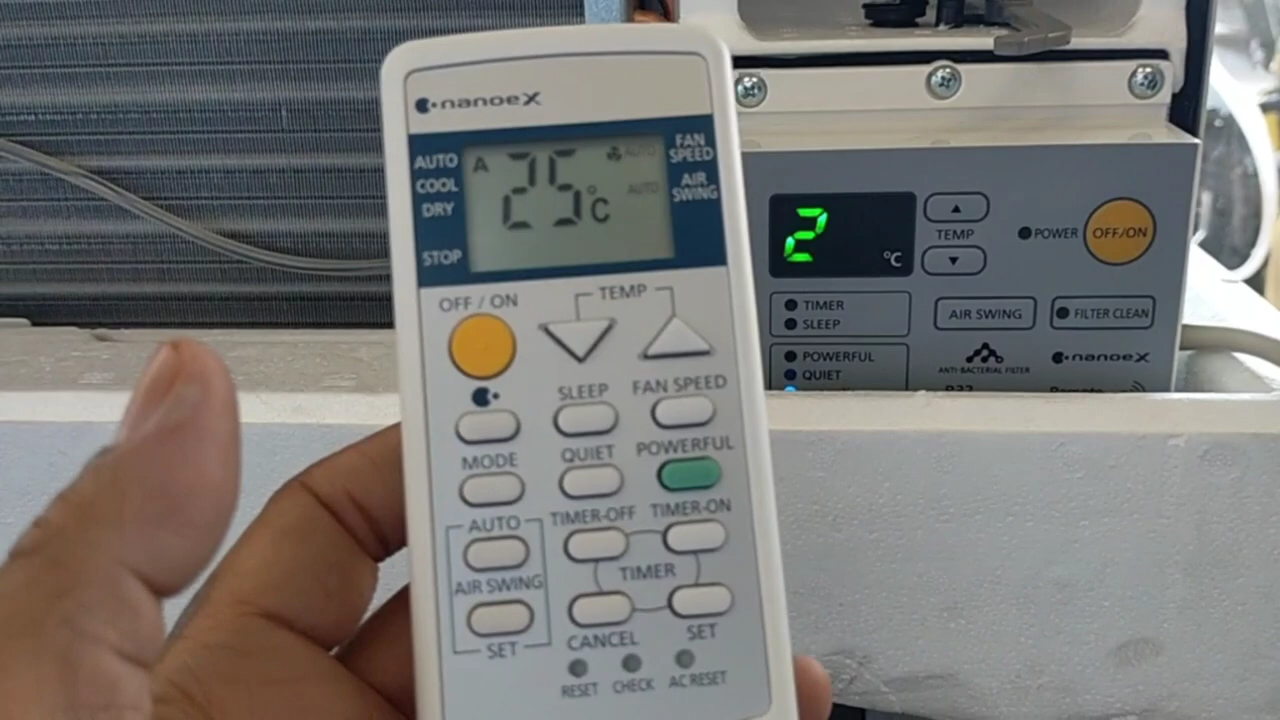 nanoeX
AUTO
COOL
DRY
STOP
A
25°C
AUTO
AUTO
FAN
SPEED
AIR
SWING
OFF / ON
TEMP
SLEEP
FAN SPEED
MODE
QUIET
POWERFUL
AUTO
TIMER-OFF
TIMER-ON
AIR SWING
TIMER
SET
CANCEL
SET
RESET
CHECK
AC RESET
2
°C
TEMP
POWER
OFF/ON
TIMER
SLEEP
AIR SWING
FILTER CLEAN
POWERFUL
QUIET
ANTI-BACTERIAL FILTER
nanoeX
R32